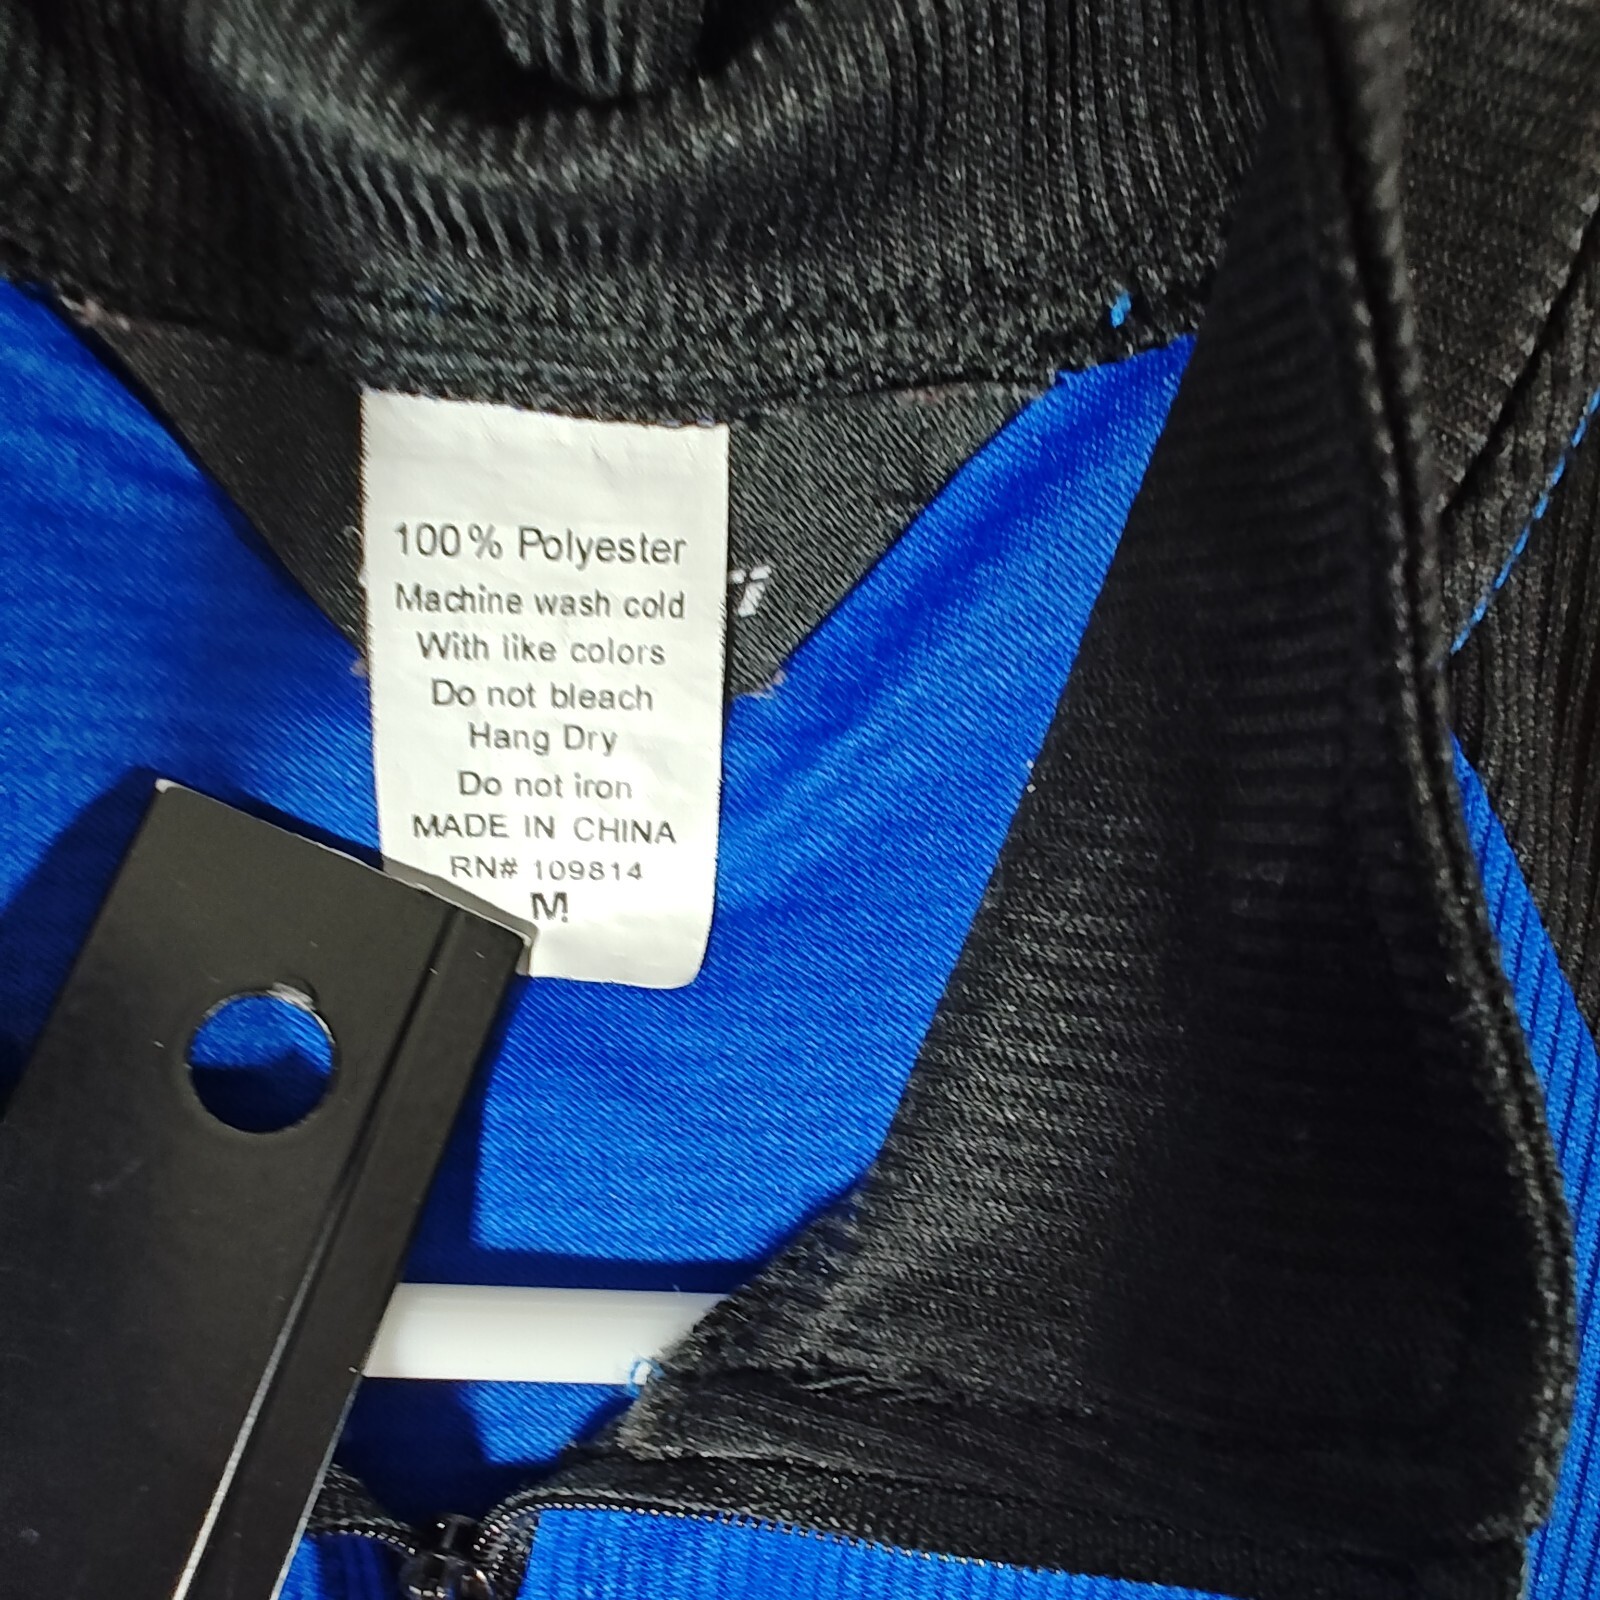 100% Polyester
Machine wash cold
With like colors
Do not bleach
Hang Dry
Do not iron
MADE IN CHINA
RN# 109814
M